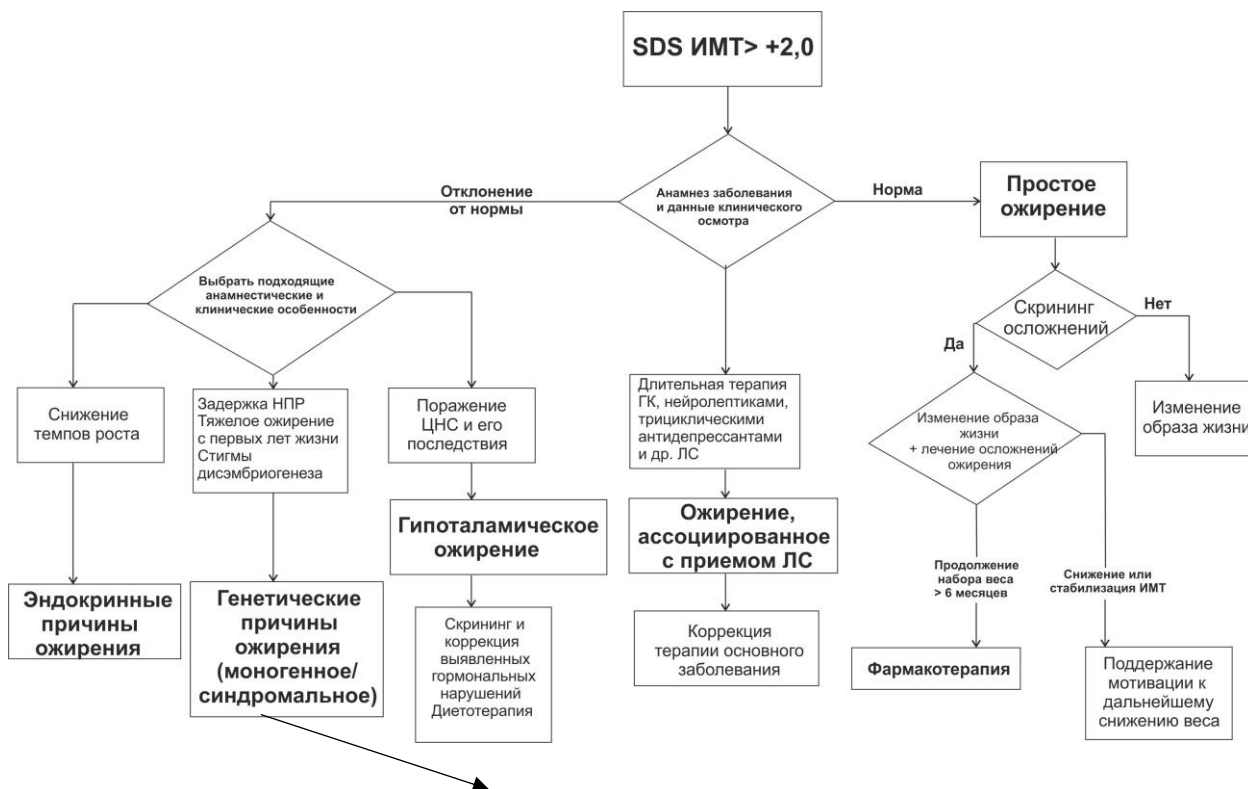 SDS ИМТ> +2,0
Отклонение
от нормы
Анамнез заболевания
и данные клинического
осмотра
Норма
Простое
ожирение
Выбрать подходящие
анамнестические и
клинические особенности
Скрининг
осложнений
Нет
Да
Снижение
темпов роста
Задержка НПР
Тяжелое ожирение
с первых лет жизни
Стигмы
дисэмбриогенеза
Поражение
ЦНС и его
последствия
Длительная терапия
ГК, нейролептиками,
трициклическими
антидепрессантами
и др. ЛС
Изменение образа
жизни
+ лечение осложнений
ожирения
Изменение
образа жизни
Эндокринные
причины
ожирения
Генетические
причины
ожирения
(моногенное/
синдромальное)
Гипоталамическое
ожирение
Ожирение,
ассоциированное
с приемом ЛС
Продолжение
набора веса
> 6 месяцев
Снижение или
стабилизация ИМТ
Скрининг и
коррекция
выявленных
гормональных
нарушений
Диетотерапия
Коррекция
терапии основного
заболевания
Фармакотерапия
Поддержание
мотивации к
дальнейшему
снижению веса